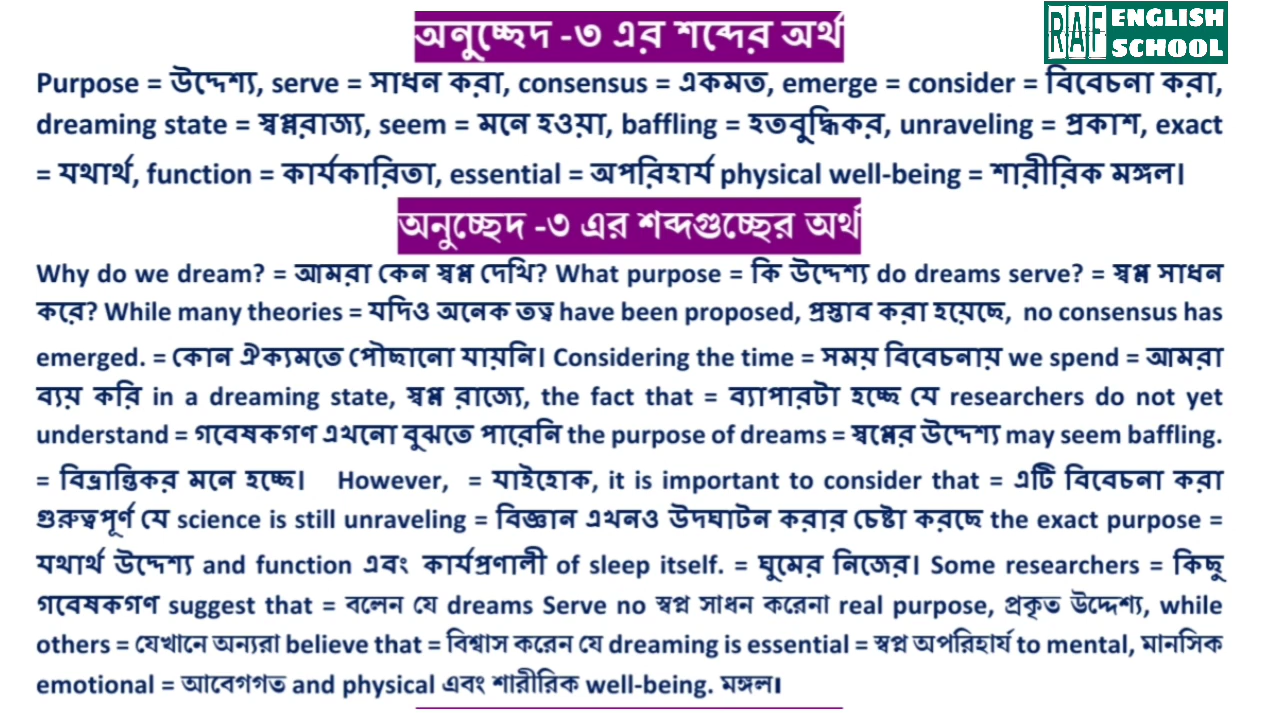 অনুচ্ছেদ -৩ এর শব্দের অর্থ
RAF ENGLISH SCHOOL
Purpose = উদ্দেশ্য, serve = সাধন করা, consensus = একমত, emerge = consider = বিবেচনা করা,
dreaming state = স্বপ্নরাজ্য, seem = মনে হওয়া, baffling = হতবুদ্ধিকর, unraveling = প্রকাশ, exact
= যথার্থ, function = কার্যকারিতা, essential = অপরিহার্য physical well-being = শারীরিক মঙ্গল।
অনুচ্ছেদ -৩ এর শব্দগুচ্ছের অর্থ
Why do we dream? = আমরা কেন স্বপ্ন দেখি? What purpose = কি উদ্দেশ্য do dreams serve? = স্বপ্ন সাধন
করে? While many theories = যদিও অনেক তত্ব have been proposed, প্রস্তাব করা হয়েছে, no consensus has
emerged. = কোন ঐক্যমতে পৌছানো যায়নি। Considering the time = সময় বিবেচনায় we spend = আমরা
ব্যয় করি in a dreaming state, স্বপ্ন রাজ্যে, the fact that = ব্যাপারটা হচ্ছে যে researchers do not yet
understand = গবেষকগণ এখনো বুঝতে পারেনি the purpose of dreams = স্বপ্নের উদ্দেশ্য may seem baffling.
= বিভ্রান্তিকর মনে হচ্ছে। However, = যাইহোক, it is important to consider that = এটি বিবেচনা করা
গুরুত্বপূর্ণ যে science is still unraveling = বিজ্ঞান এখনও উদঘাটন করার চেষ্টা করছে the exact purpose =
যথার্থ উদ্দেশ্য and function এবং কার্যপ্রণালী of sleep itself. = ঘুমের নিজের। Some researchers = কিছু
গবেষকগণ suggest that = বলেন যে dreams Serve no স্বপ্ন সাধন করেনা real purpose, প্রকৃত উদ্দেশ্য, while
others = যেখানে অন্যরা believe that = বিশ্বাস করেন যে dreaming is essential = স্বপ্ন অপরিহার্য to mental, মানসিক
emotional = আবেগগত and physical এবং শারীরিক well-being. মঙ্গল।